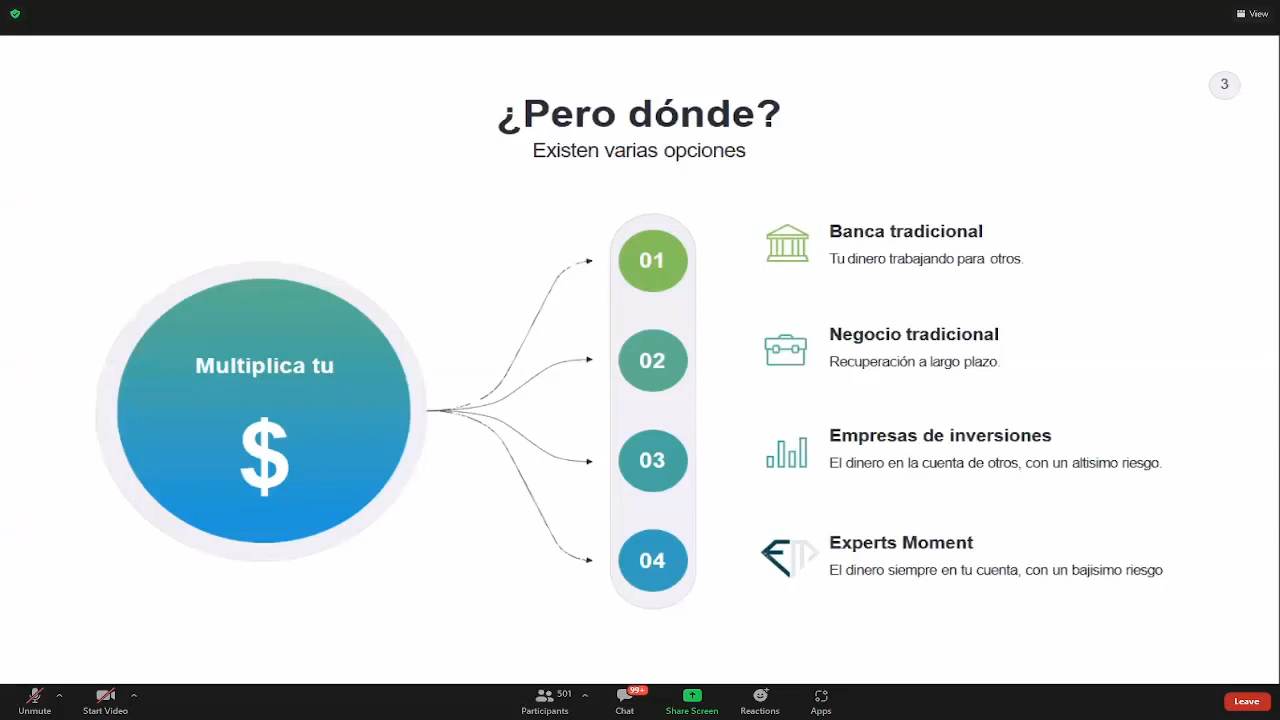 View
3
¿Pero dónde?
Existen varias opciones
Multiplica tu
$
01
Banca tradicional
Tu dinero trabajando para otros.
02
Negocio tradicional
Recuperación a largo plazo.
03
Empresas de inversiones
El dinero en la cuenta de otros, con un altisimo riesgo.
04
Experts Moment
El dinero siempre en tu cuenta, con un bajisimo riesgo
Unmute
Start Video
501
Participants
99+
Chat
Share Screen
Reactions
Apps
Leave